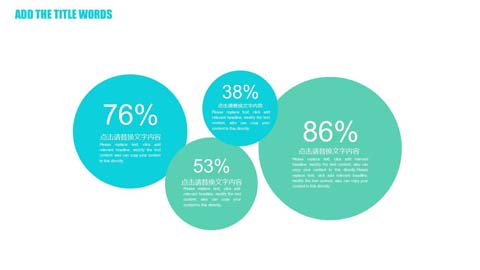 ADD THE TITLE WORDS
76%
点击请替换文字内容
Please replace text, click add
relevant headline, modify the text
content, also can copy your content
to this directly.
38%
点击请替换文字内容
Please replace text, click add
relevant headline, modify the text
content, also can copy your
content to this directly.
53%
点击请替换文字内容
Please replace text, click add
relevant headline, modify the text
content, also can copy your
content to this directly.
86%
点击请替换文字内容
Please replace text, click add relevant
headline, modify the text content, also can
copy your content to this directly. Please
replace text, click add relevant headline,
modify the text content, also can copy your
content to this directly.